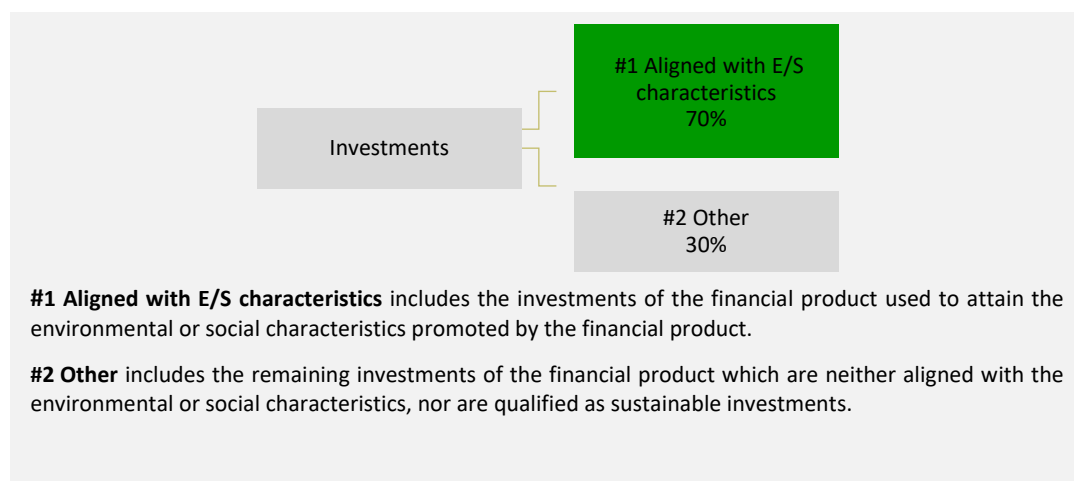 #1 Aligned with E/S
characteristics
70%
Investments
#2 Other
30%
#1 Aligned with E/S characteristics includes the investments of the financial product used to attain the
environmental or social characteristics promoted by the financial product.
#2 Other includes the remaining investments of the financial product which are neither aligned with the
environmental or social characteristics, nor are qualified as sustainable investments.